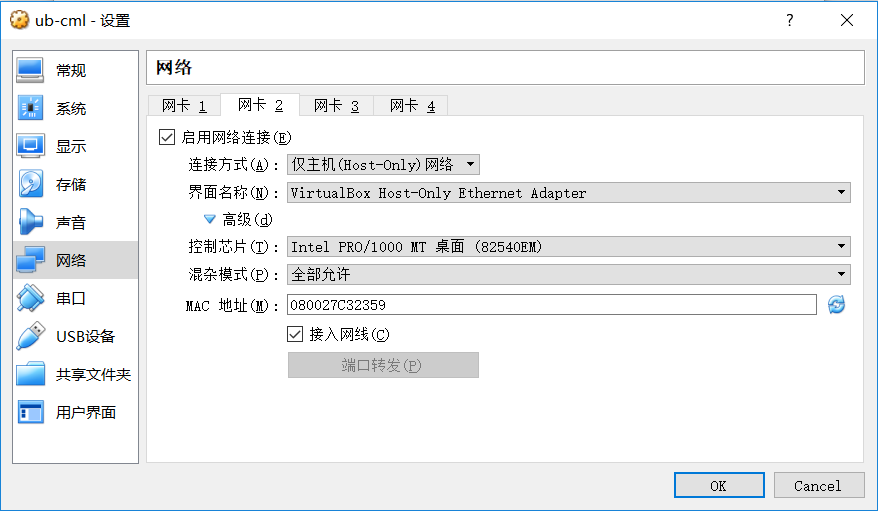 ub-cml - 设置
?
常规
系统
显示
存储
声音
网络
串口
USB设备
共享文件夹
用户界面
网络
网卡 1 网卡 2 网卡 3 网卡 4
启用网络连接(E)
连接方式(A): 仅主机(Host-Only)网络
界面名称(N): VirtualBox Host-Only Ethernet Adapter
高级(d)
控制芯片(T): Intel PRO/1000 MT 桌面 (82540EM)
混杂模式(P): 全部允许
MAC 地址(M): 080027C32359
接入网线(C)
端口转发(P)
OK Cancel